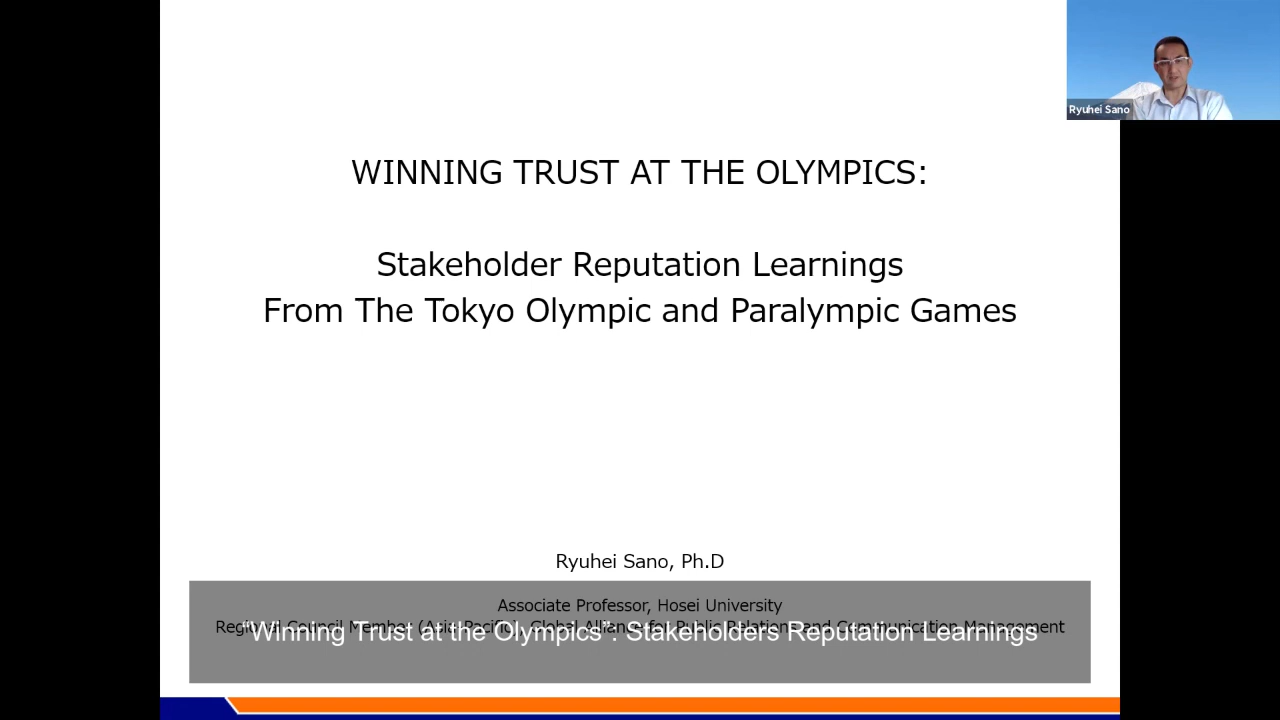 Ryuhei Sano
WINNING TRUST AT THE OLYMPICS:
Stakeholder Reputation Learnings
From The Tokyo Olympic and Paralympic Games
Ryuhei Sano, Ph.D
Associate Professor, Hosei University
Regional Council Member (Asia Pacific), Global Alliance for Public Relations and Communication Management
“Winning Trust at the Olympics”: Stakeholders Reputation Learnings